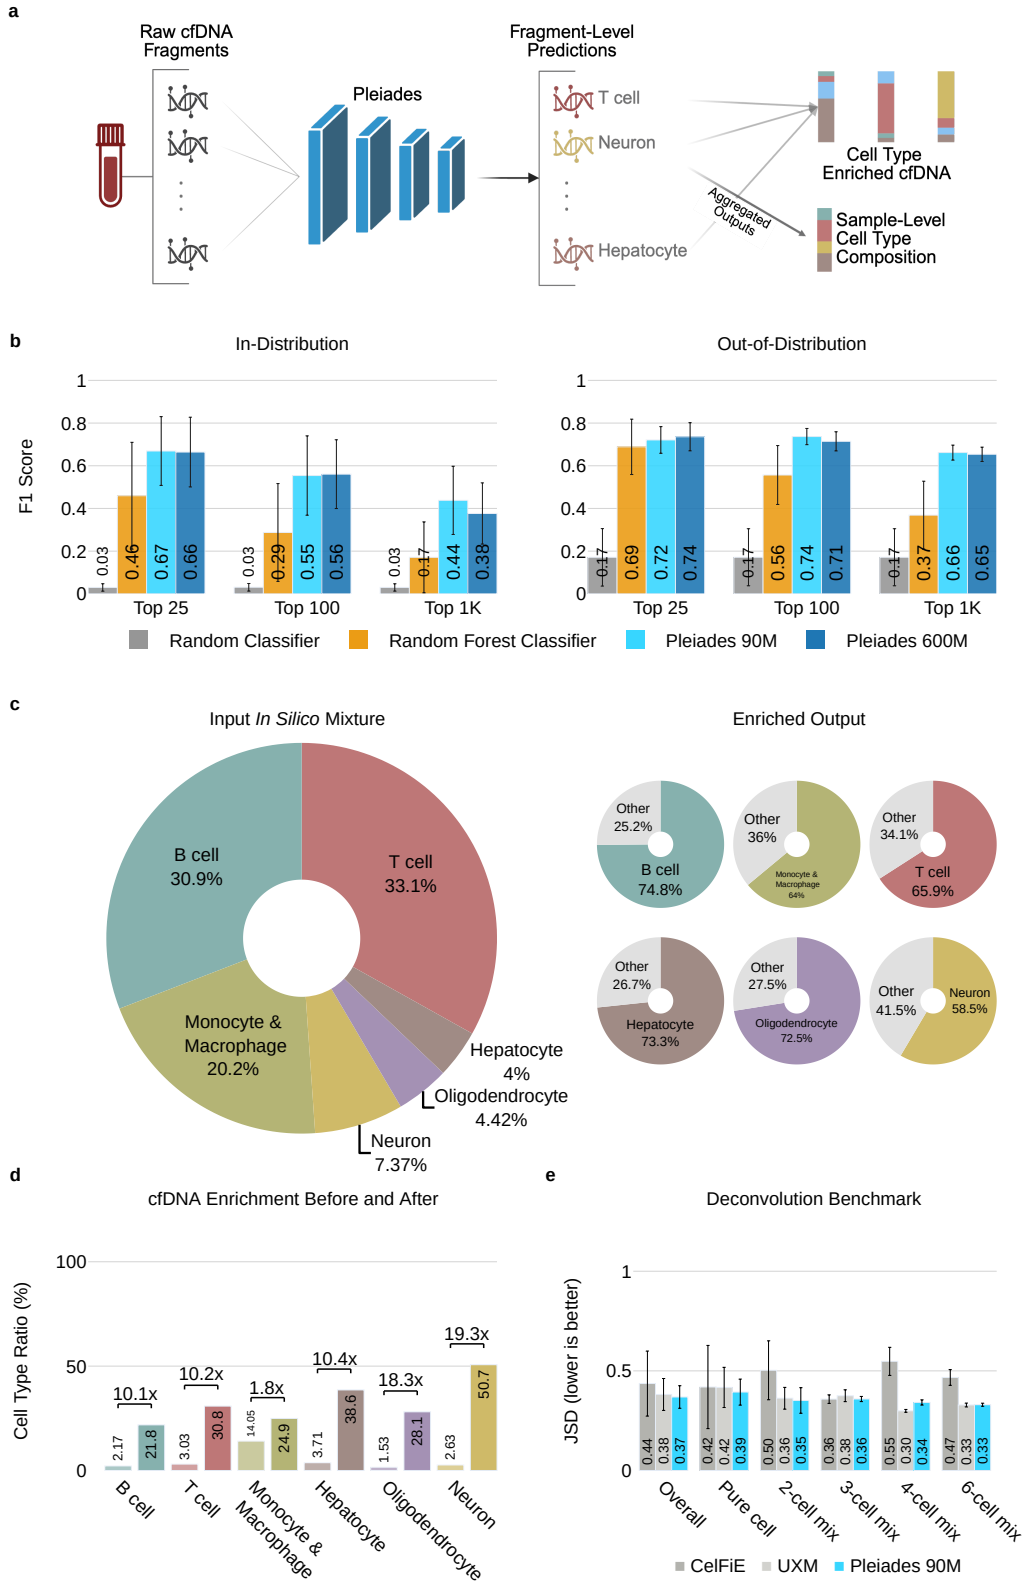 a
Raw cfDNA
Fragments
Pleiades
Fragment-Level
Predictions
T cell
Neuron
Hepatocyte
Aggregated
Outputs
Cell Type
Enriched cfDNA
Sample-Level
Cell Type
Composition
b
In-Distribution
Out-of-Distribution
F1 Score
1
0.8
0.6
0.4
0.2
0
0.03
0.46
0.67
0.66
0.03
0.29
0.55
0.56
0.03
0.17
0.44
0.38
Top 25
Top 100
Top 1K
1
0.8
0.6
0.4
0.2
0
0.17
0.69
0.72
0.74
0.17
0.56
0.74
0.71
0.17
0.37
0.66
0.65
Top 25
Top 100
Top 1K
Random Classifier
Random Forest Classifier
Pleiades 90M
Pleiades 600M
c
Input In Silico Mixture
B cell
30.9%
T cell
33.1%
Monocyte &
Macrophage
20.2%
Hepatocyte
4%
Oligodendrocyte
4.42%
Neuron
7.37%
Enriched Output
Other
25.2%
B cell
74.8%
Other
36%
Monocyte &
Macrophage
64%
Other
34.1%
T cell
65.9%
Other
26.7%
Hepatocyte
73.3%
Other
27.5%
Oligodendrocyte
72.5%
Other
41.5%
Neuron
58.5%
d
cfDNA Enrichment Before and After
Cell Type Ratio (%)
100
50
0
10.1x
2.17
21.8
10.2x
3.03
30.8
1.8x
14.05
24.9
10.4x
3.71
38.6
18.3x
1.53
28.1
19.3x
2.63
50.7
B cell
T cell
Monocyte &
Macrophage
Hepatocyte
Oligodendrocyte
Neuron
e
Deconvolution Benchmark
JSD (lower is better)
1
0.5
0
0.44
0.38
0.37
0.42
0.42
0.39
0.50
0.36
0.35
0.36
0.38
0.36
0.55
0.30
0.34
0.47
0.33
0.33
Overall
Pure cell
2-cell mix
3-cell mix
4-cell mix
6-cell mix
CelFiE
UXM
Pleiades 90M